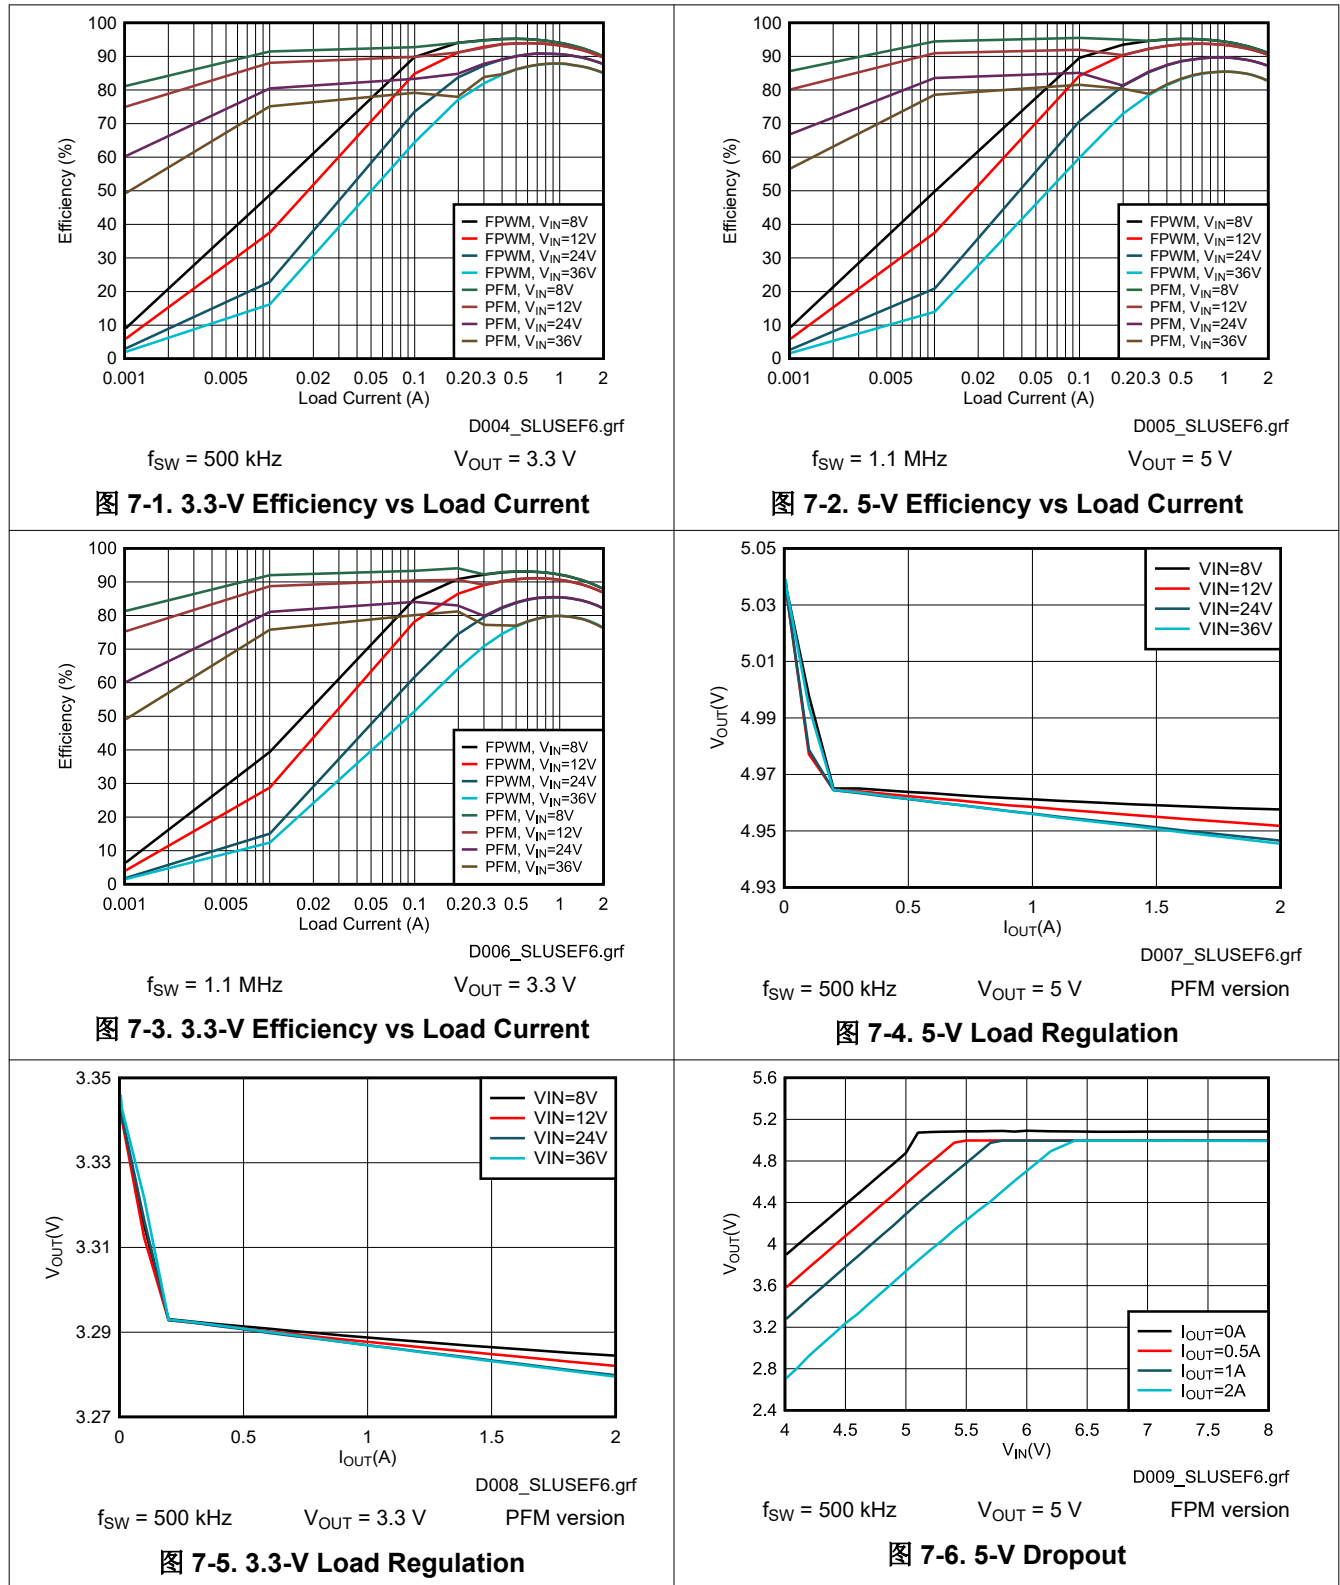 100
90
80
70
60
50
40
30
20
10
0
Efficiency (%)
FPWM, VIN=8V
FPWM, VIN=12V
FPWM, VIN=24V
FPWM, VIN=36V
PFM, VIN=8V
PFM, VIN=12V
PFM, VIN=24V
PFM, VIN=36V
0.001 0.005 0.02 0.05 0.1 0.2 0.3 0.5 1 2
Load Current (A)
D004_SLUSEF6.grf
fSW = 500 kHz VOUT = 3.3 V
图 7-1. 3.3-V Efficiency vs Load Current
100
90
80
70
60
50
40
30
20
10
0
Efficiency (%)
FPWM, VIN=8V
FPWM, VIN=12V
FPWM, VIN=24V
FPWM, VIN=36V
PFM, VIN=8V
PFM, VIN=12V
PFM, VIN=24V
PFM, VIN=36V
0.001 0.005 0.02 0.05 0.1 0.2 0.3 0.5 1 2
Load Current (A)
D005_SLUSEF6.grf
fSW = 1.1 MHz VOUT = 5 V
图 7-2. 5-V Efficiency vs Load Current
100
90
80
70
60
50
40
30
20
10
0
Efficiency (%)
FPWM, VIN=8V
FPWM, VIN=12V
FPWM, VIN=24V
FPWM, VIN=36V
PFM, VIN=8V
PFM, VIN=12V
PFM, VIN=24V
PFM, VIN=36V
0.001 0.005 0.02 0.05 0.1 0.2 0.3 0.5 1 2
Load Current (A)
D006_SLUSEF6.grf
fSW = 1.1 MHz VOUT = 3.3 V
图 7-3. 3.3-V Efficiency vs Load Current
5.05
5.03
5.01
4.99
4.97
4.95
4.93
VOUT(V)
VIN=8V
VIN=12V
VIN=24V
VIN=36V
0 0.5 1 1.5 2
IOUT(A)
D007_SLUSEF6.grf
fSW = 500 kHz VOUT = 5 V PFM version
图 7-4. 5-V Load Regulation
3.35
3.33
3.31
3.29
3.27
VOUT(V)
VIN=8V
VIN=12V
VIN=24V
VIN=36V
0 0.5 1 1.5 2
IOUT(A)
D008_SLUSEF6.grf
fSW = 500 kHz VOUT = 3.3 V PFM version
图 7-5. 3.3-V Load Regulation
5.6
5.2
4.8
4.4
4
3.6
3.2
2.8
2.4
VOUT(V)
IOUT=0A
IOUT=0.5A
IOUT=1A
IOUT=2A
4 4.5 5 5.5 6 6.5 7 7.5 8
VIN(V)
D009_SLUSEF6.grf
fSW = 500 kHz VOUT = 5 V FPM version
图 7-6. 5-V Dropout